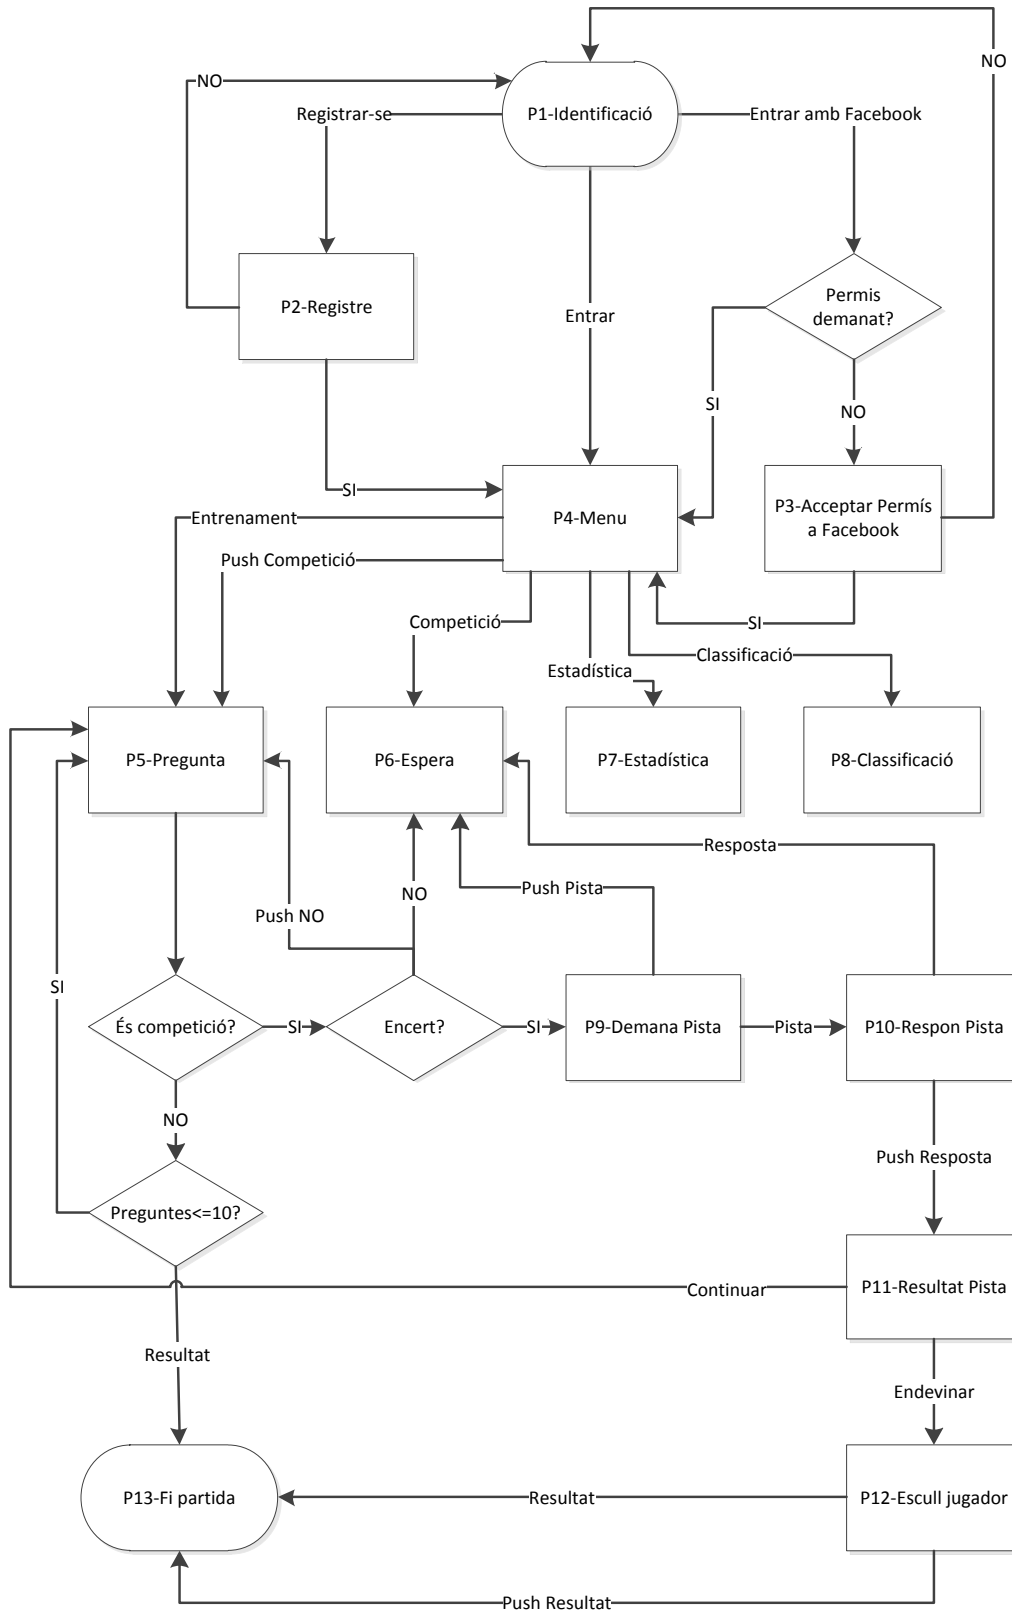 NO
NO
P1-Identificació
Registrar-se
Entrar amb Facebook
P2-Registre
Permis
demanat?
Entrar
SI
NO
SI
P4-Menu
P3-Acceptar Permís
a Facebook
Entrenament
Push Competició
Competició
SI
Classificació
Estadística
P5-Pregunta
P6-Espera
P7-Estadística
P8-Classificació
Resposta
Push Pista
NO
Push NO
SI
És competició?
SI
Encert?
SI
P9-Demana Pista
Pista
P10-Respon Pista
NO
Push Resposta
Preguntes<=10?
Continuar
P11-Resultat Pista
Resultat
Endevinar
P13-Fi partida
Resultat
P12-Escull jugador
Push Resultat